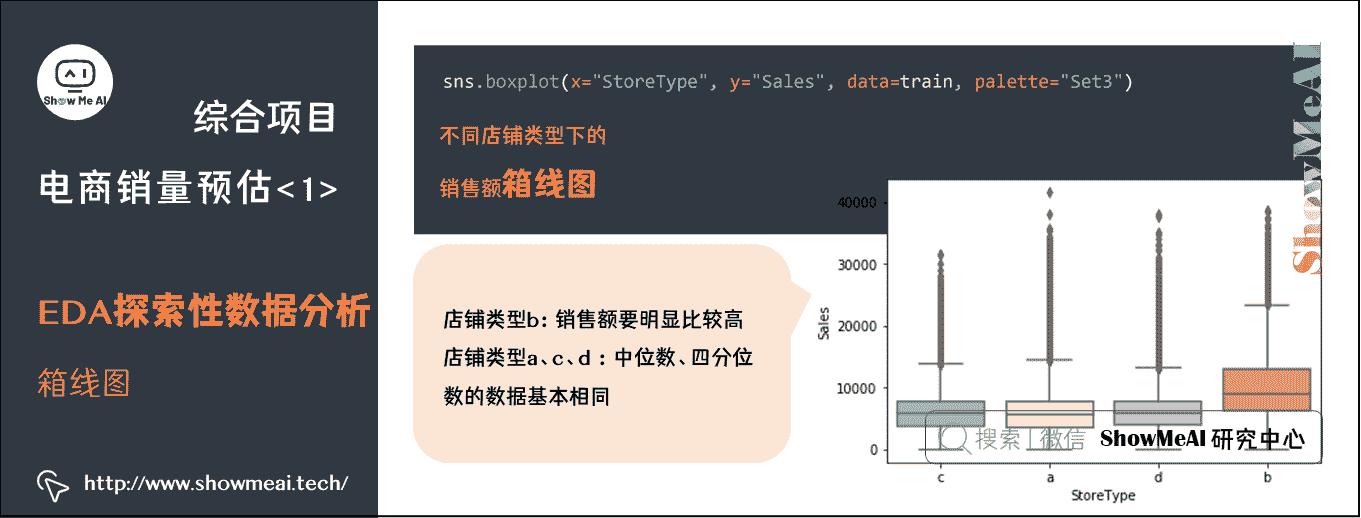 Show Me AI
综合项目
电商销量预估<1>
EDA探索性数据分析
箱线图
http://www.showmeai.tech/
sns.boxplot(x="StoreType", y="Sales", data=train, palette="Set3")
不同店铺类型下的
销售额箱线图
店铺类型b: 销售额要明显比较高
店铺类型a、c、d : 中位数、四分位
数的数据基本相同
ShowMeAI
40000
30000
20000
10000
0
Sales
c a d b
StoreType
搜索 | 微信 ShowMeAI 研究中心